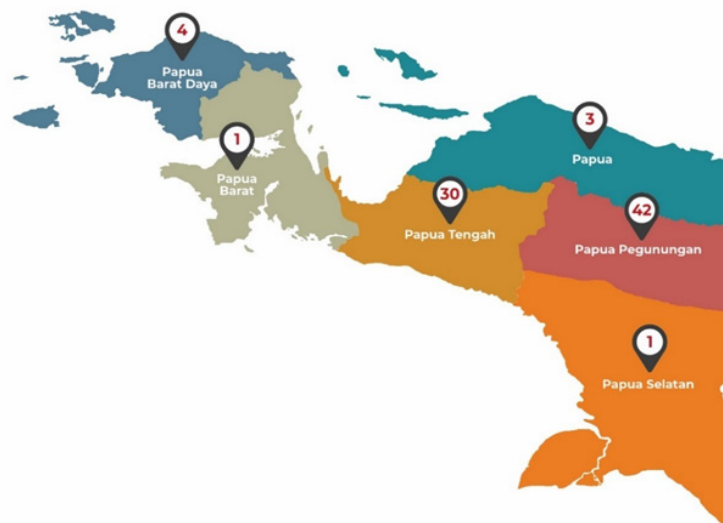 4
Papua
Barat Daya
1
Papua
Barat
3
Papua
30
Papua Tengah
42
Papua Pegunungan
1
Papua Selatan